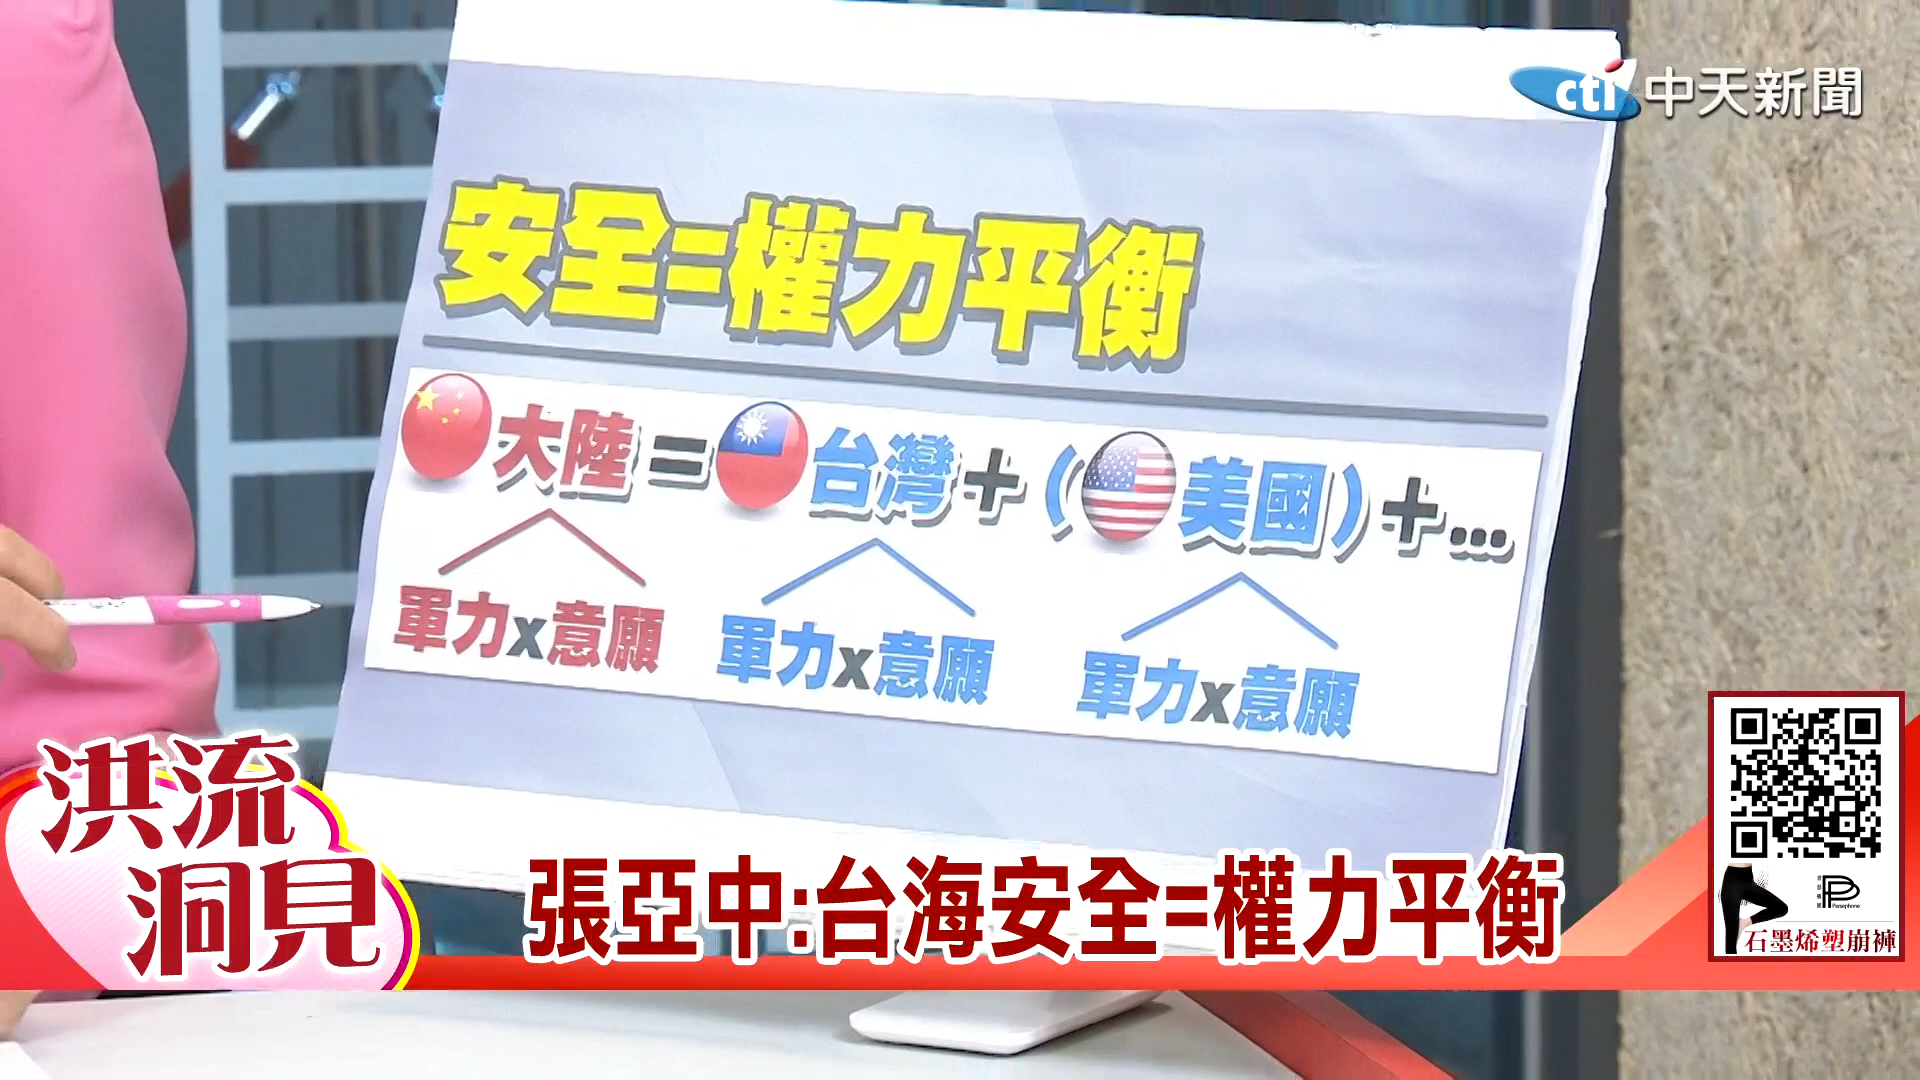 cti 中天新聞
安全=權力平衡
大陸=台灣+(美國)+...
軍力x意願 軍力x意願 軍力x意願
洪流
洞見
張亞中:台海安全=權力平衡
Persephone
石墨烯塑崩褲